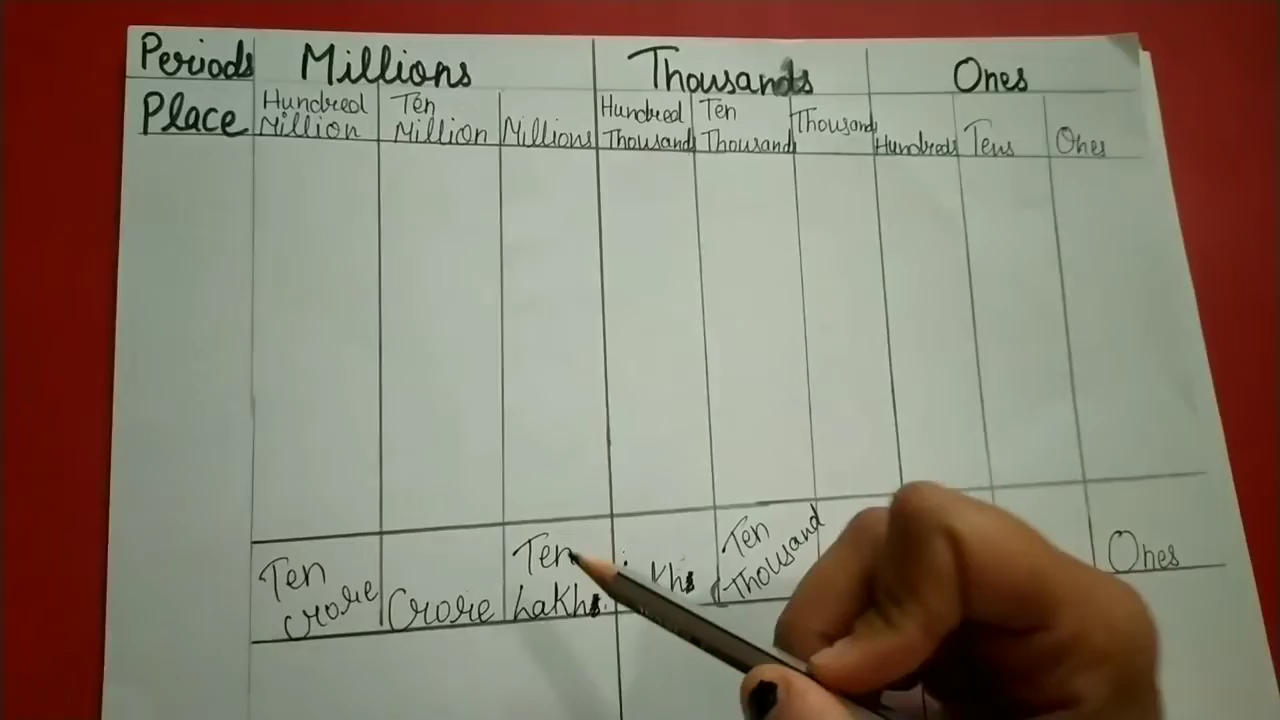 Periods Millions Thousands Ones
Place Hundred Million Ten Million Millions Hundred Thousand Ten Thousand Thousand Hundreds Tens Ones
Ten Crore Crore Ten Lakhs Ten Thousand Ones